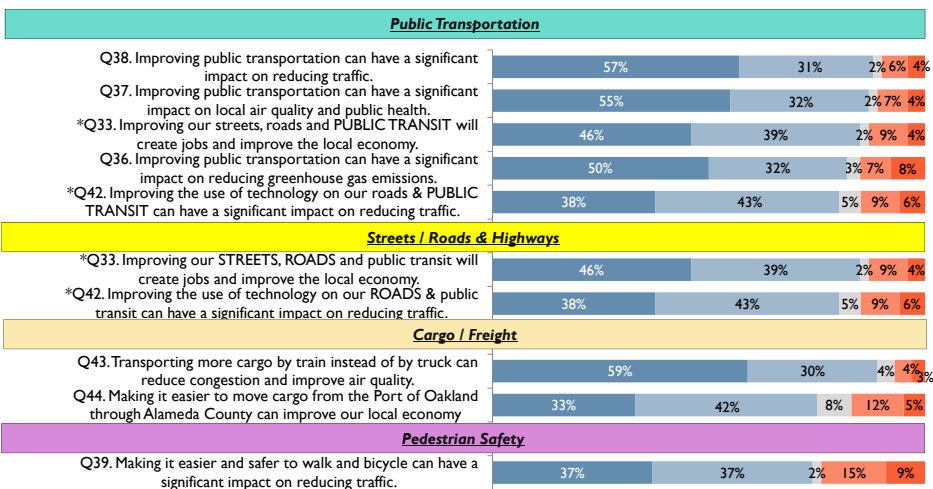 Public Transportation
Q38. Improving public transportation can have a significant
impact on reducing traffic.
57% 31% 2% 6% 4%
Q37. Improving public transportation can have a significant
impact on local air quality and public health.
55% 32% 2% 7% 4%
*Q33. Improving our streets, roads and PUBLIC TRANSIT will
create jobs and improve the local economy.
46% 39% 2% 9% 4%
Q36. Improving public transportation can have a significant
impact on reducing greenhouse gas emissions.
50% 32% 3% 7% 8%
*Q42. Improving the use of technology on our roads & PUBLIC
TRANSIT can have a significant impact on reducing traffic.
38% 43% 5% 9% 6%
Streets / Roads & Highways
*Q33. Improving our STREETS, ROADS and public transit will
create jobs and improve the local economy.
46% 39% 2% 9% 4%
*Q42. Improving the use of technology on our ROADS & public
transit can have a significant impact on reducing traffic.
38% 43% 5% 9% 6%
Cargo / Freight
Q43. Transporting more cargo by train instead of by truck can
reduce congestion and improve air quality.
59% 30% 4% 4% 3%
Q44. Making it easier to move cargo from the Port of Oakland
through Alameda County can improve our local economy
33% 42% 8% 12% 5%
Pedestrian Safety
Q39. Making it easier and safer to walk and bicycle can have a
significant impact on reducing traffic.
37% 37% 2% 15% 9%